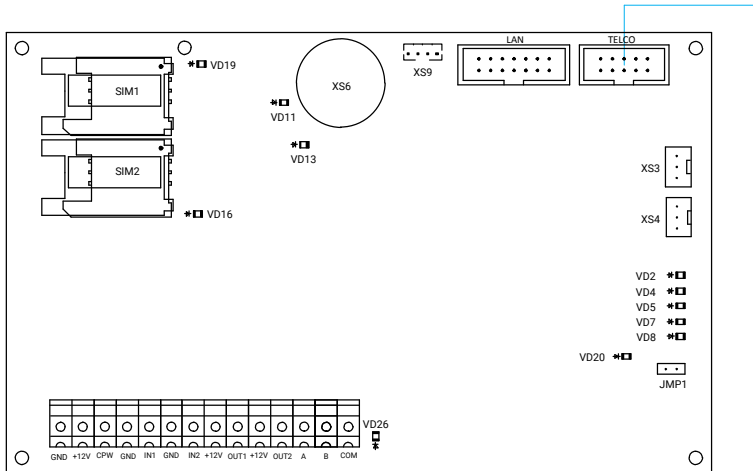 LAN TELCO
VD19
XS9
SIM1
XS6
VD11
VD13
XS3
SIM2
XS4
VD16
VD2
VD4
VD5
VD7
VD8
VD20
JMP1
VD26
GND +12V CPW GND IN1 GND IN2 +12V OUT1 +12V OUT2 A B COM